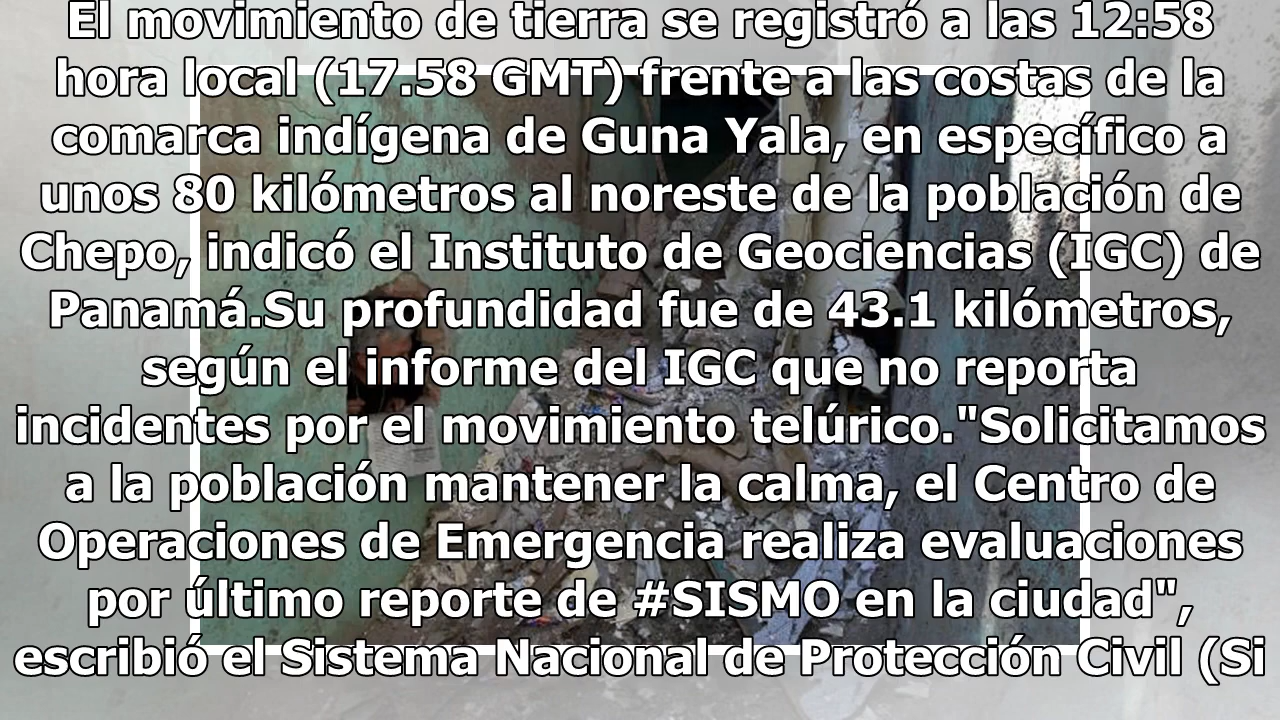 El movimiento de tierra se registró a las 12:58
hora local (17.58 GMT) frente a las costas de la
comarca indígena de Guna Yala, en específico a
unos 80 kilómetros al noreste de la población de
Chepo, indicó el Instituto de Geociencias (IGC) de
Panamá.Su profundidad fue de 43.1 kilómetros,
según el informe del IGC que no reporta
incidentes por el movimiento telúrico."Solicitamos
a la población mantener la calma, el Centro de
Operaciones de Emergencia realiza evaluaciones
por último reporte de #SISMO en la ciudad",
escribió el Sistema Nacional de Protección Civil (Si